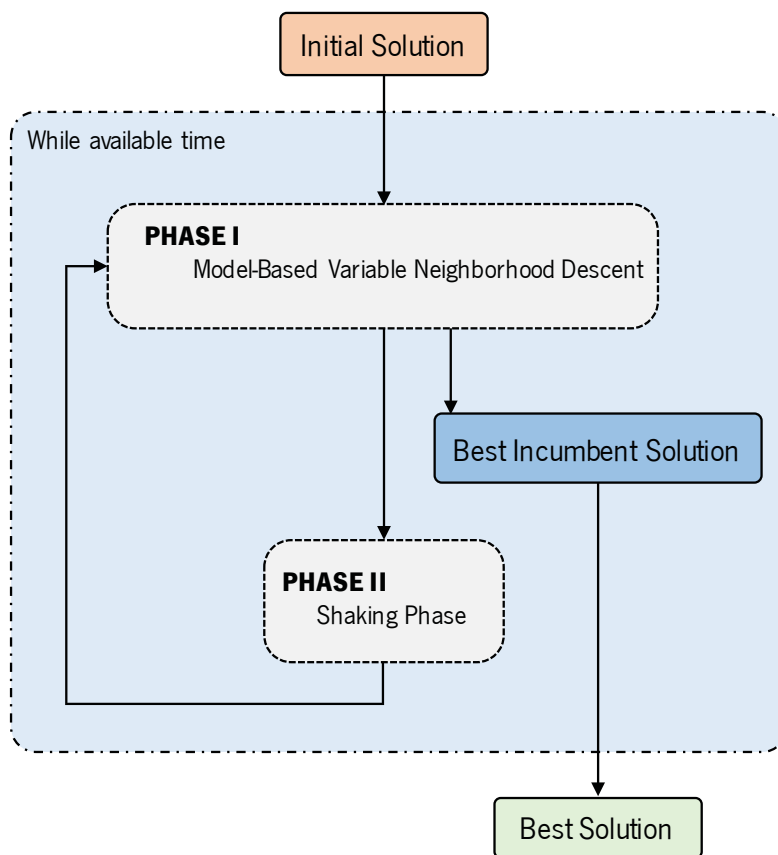 Initial Solution
While available time
PHASE I
Model-Based Variable Neighborhood Descent
Best Incumbent Solution
PHASE II
Shaking Phase
Best Solution